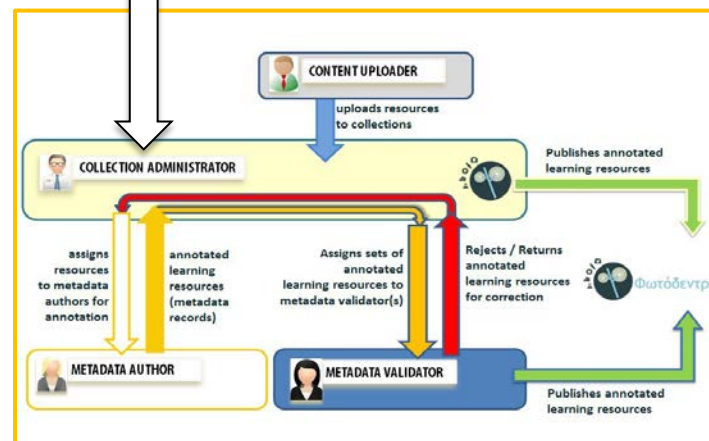 CONTENT UPLOADER
uploads resources
to collections
COLLECTION ADMINISTRATOR
Publishes annotated
learning resources
assigns
resources
to metadata
authors for
annotation
annotated
learning
resources
(metadata
records)
Assigns sets of
annotated
learning resources to
metadata validator(s)
Rejects / Returns
annotated
learning resources
for correction
Φωτόδεντρ
METADATA AUTHOR
METADATA VALIDATOR
Publishes annotated
learning resources